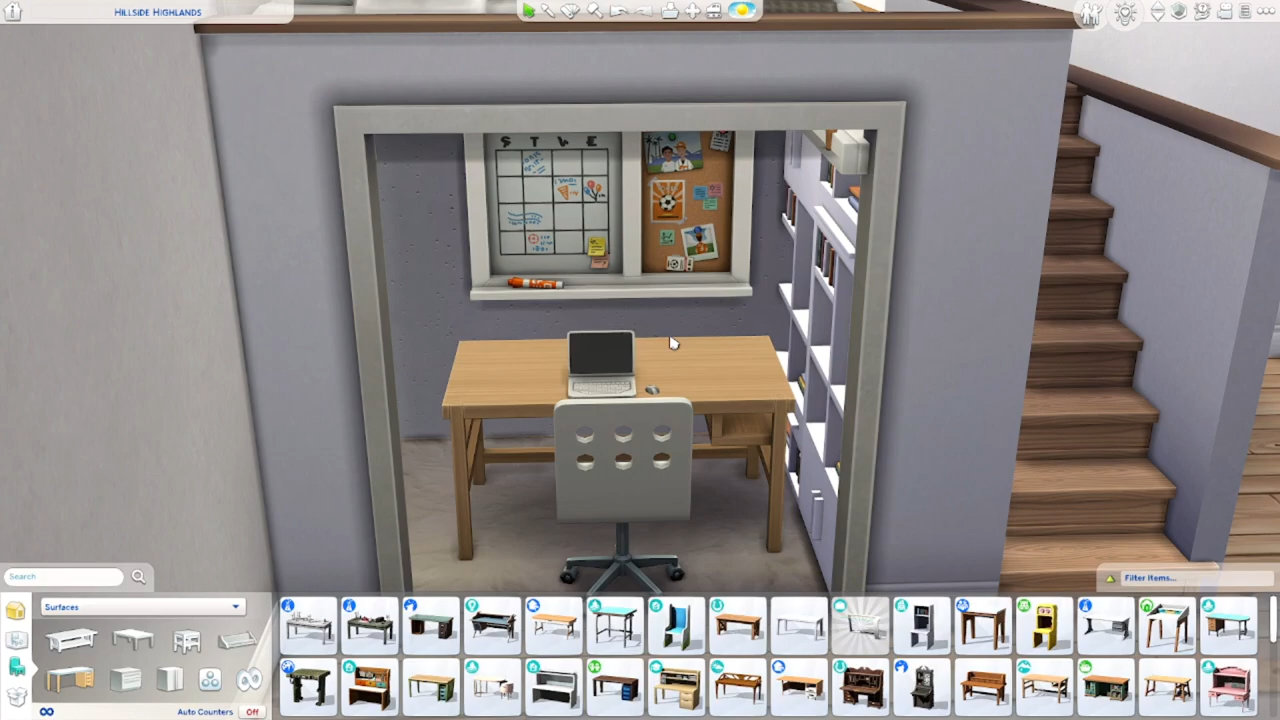 Hillside Highlands
S T W E
Search
Filter Items...
Surfaces
Auto Counters Off